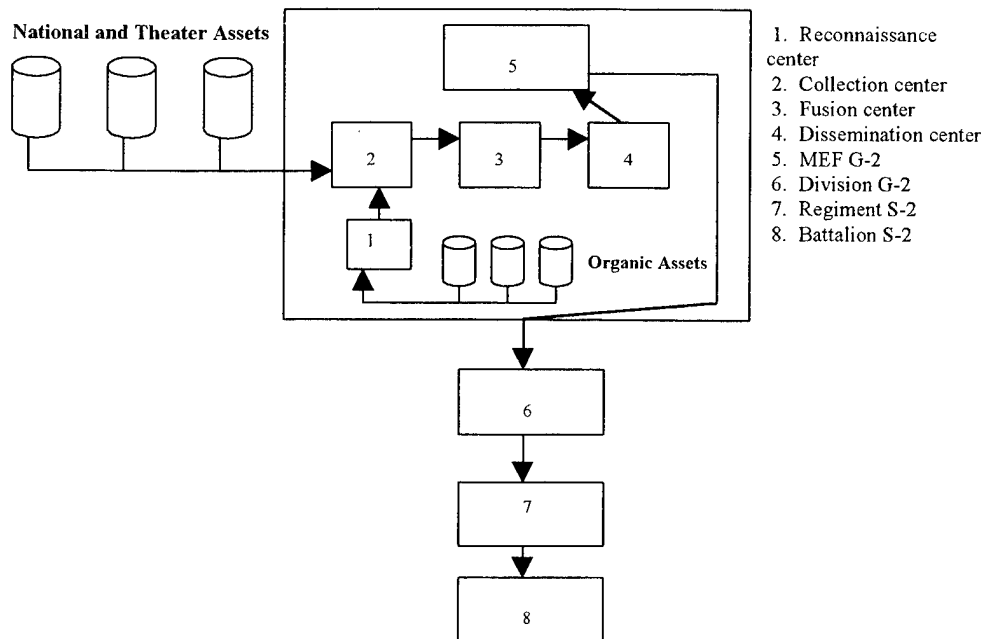 National and Theater Assets
5
2
3
4
1
Organic Assets
6
7
8
1. Reconnaissance
center
2. Collection center
3. Fusion center
4. Dissemination center
5. MEF G-2
6. Division G-2
7. Regiment S-2
8. Battalion S-2